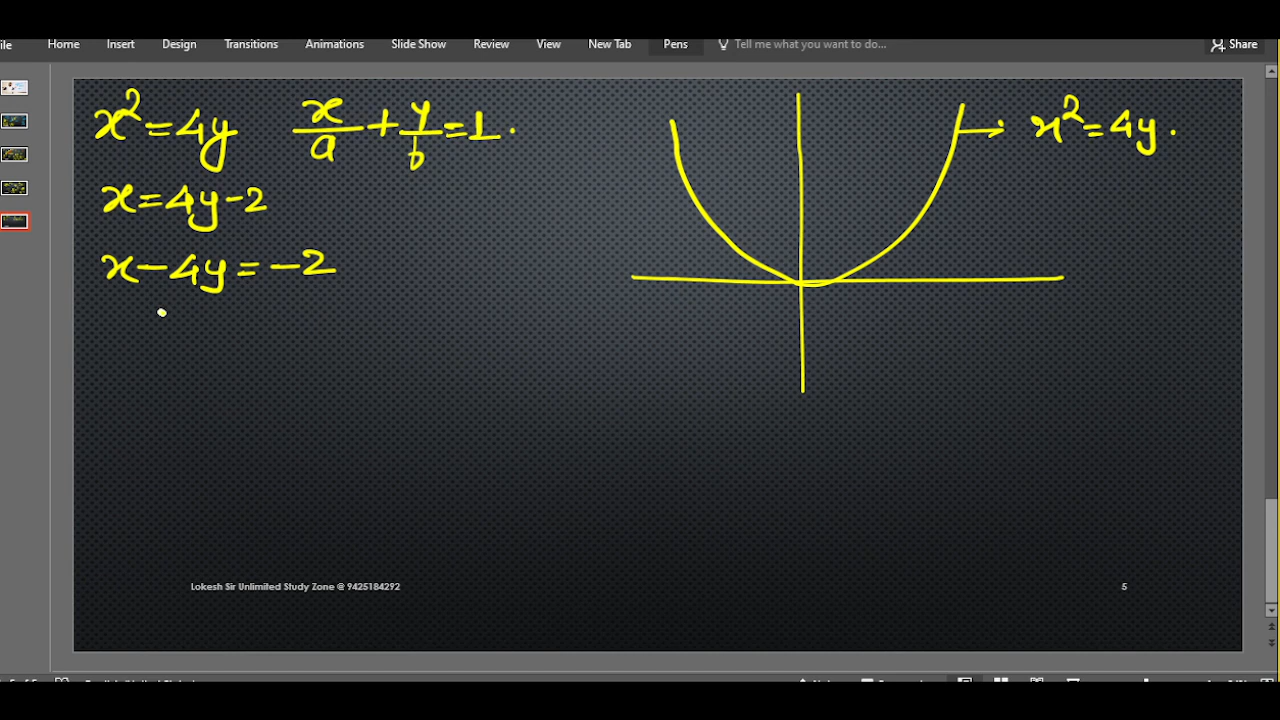 ile Home Insert Design Transitions Animations Slide Show Review View New Tab Pens Tell me what you want to do... Share
x² = 4y x/a + y/b = 1.
x = 4y - 2
x - 4y = -2
→ x² = 4y.
Lokesh Sir Unlimited Study Zone @ 9425184292
5